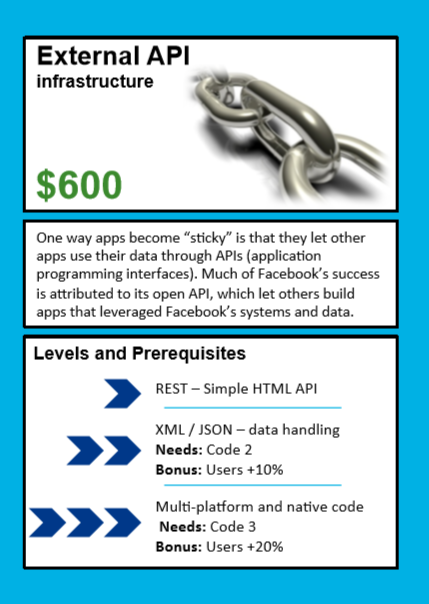 External API
infrastructure
$600
One way apps become “sticky” is that they let other
apps use their data through APIs (application
programming interfaces). Much of Facebook’s success
is attributed to its open API, which let others build
apps that leveraged Facebook’s systems and data.
Levels and Prerequisites
REST – Simple HTML API
XML / JSON – data handling
Needs: Code 2
Bonus: Users +10%
Multi-platform and native code
Needs: Code 3
Bonus: Users +20%